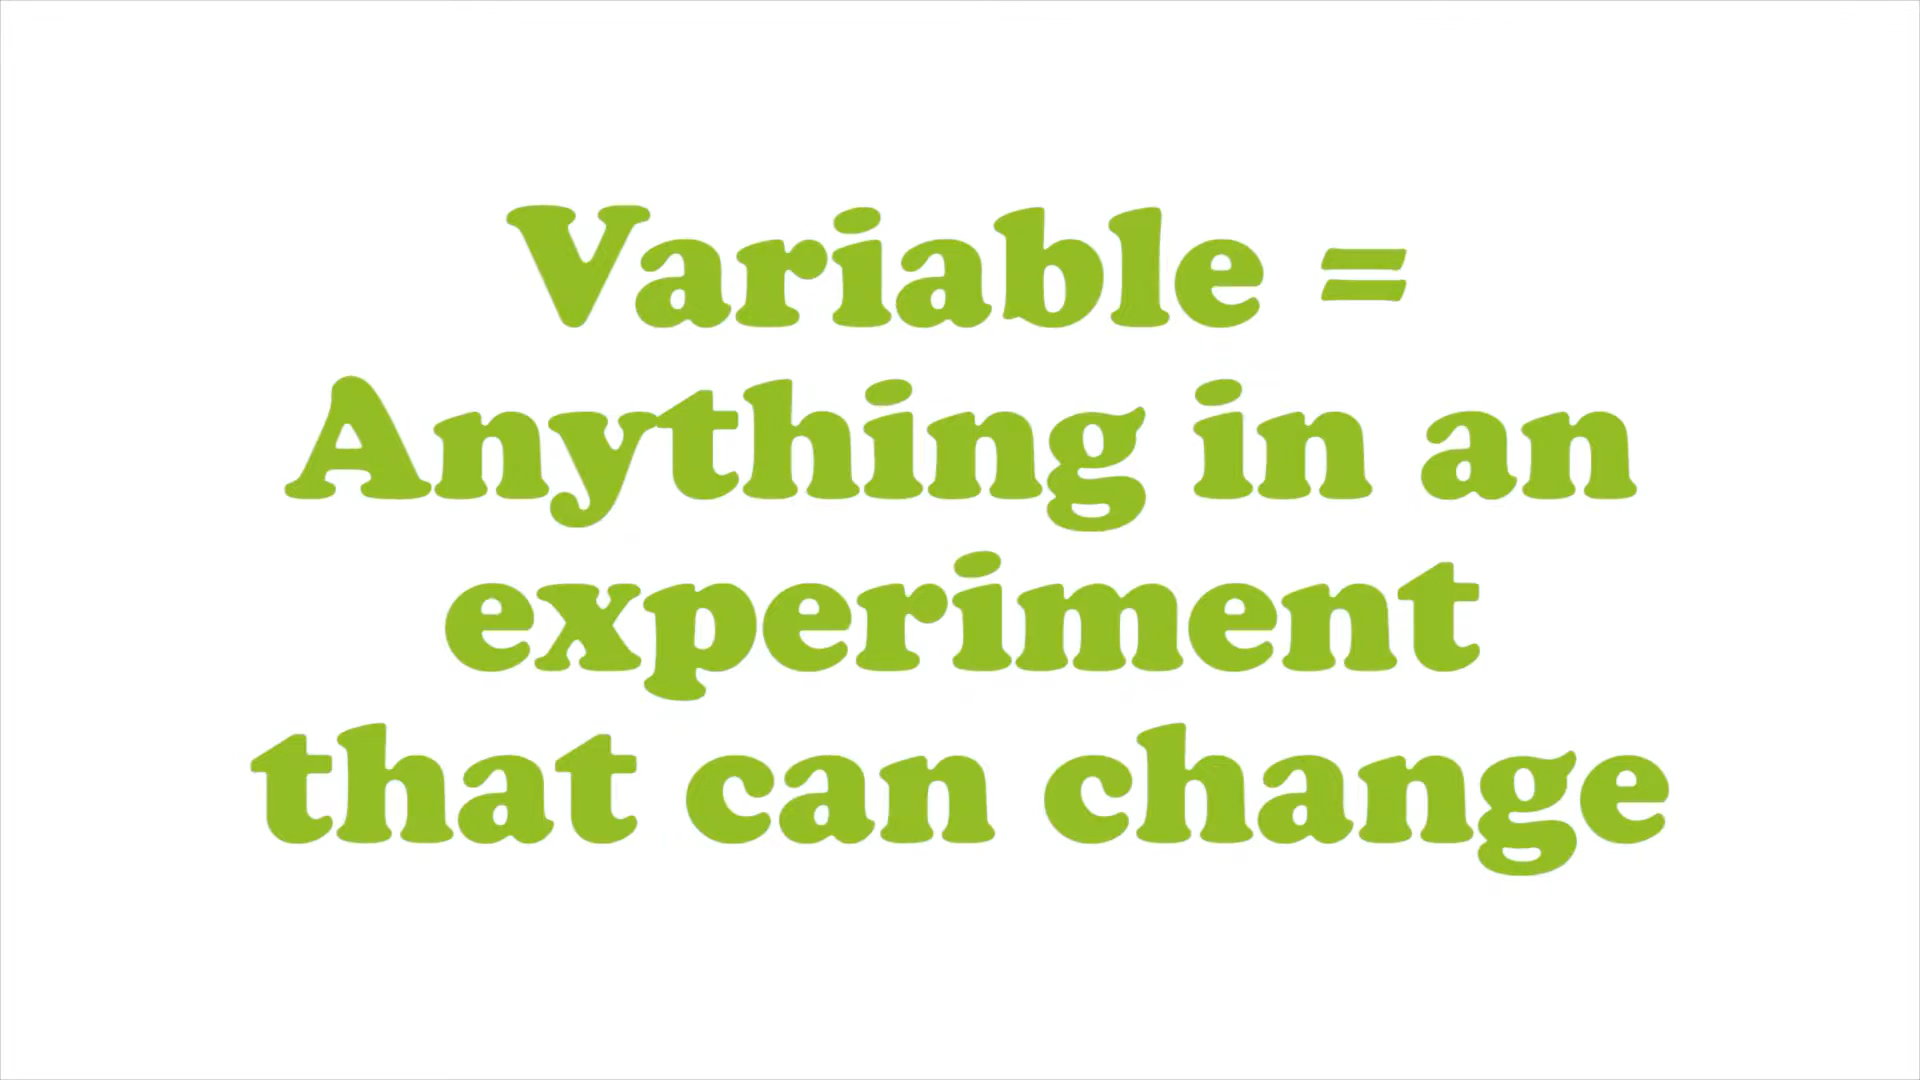 Variable =
Anything in an
experiment
that can change